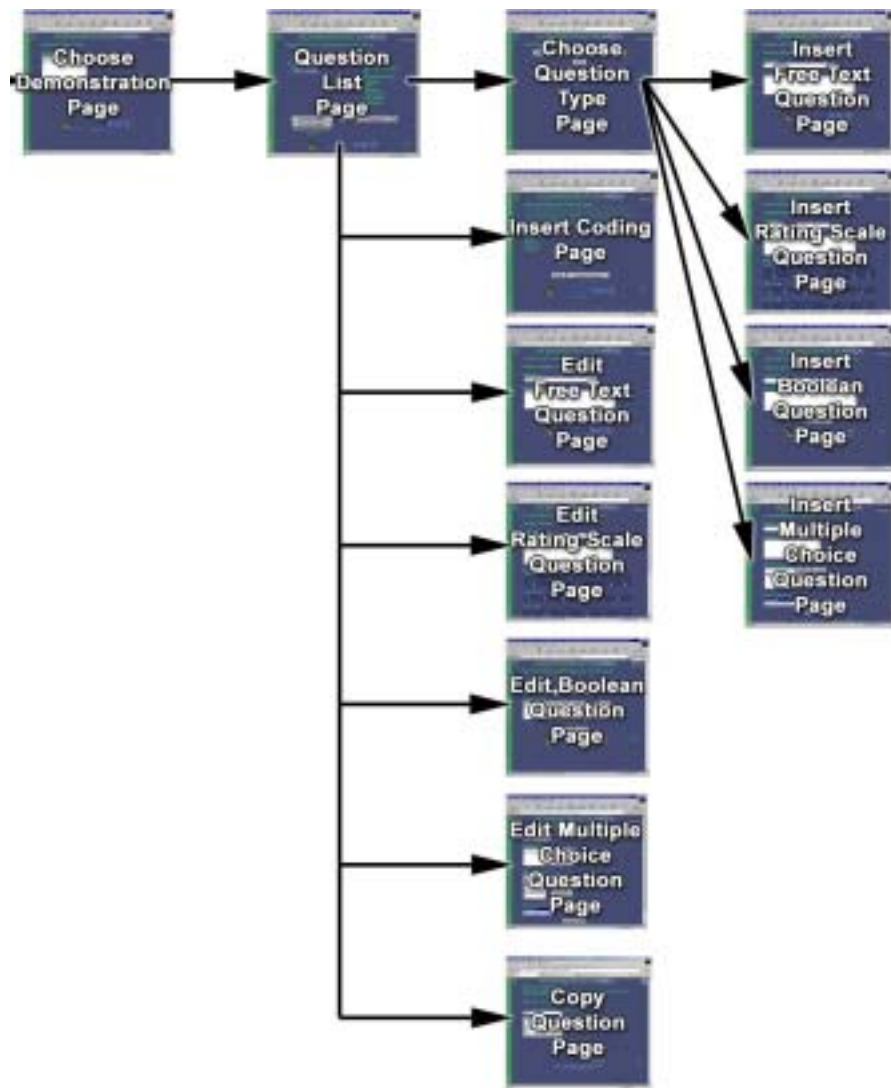 Choose
Demonstration
Page
Question
List
Page
Choose
Question
Type
Page
Insert
Free Text
Question
Page
Insert Coding
Page
Insert
Rating Scale
Question
Page
Edit
Free Text
Question
Page
Insert
Boolean
Question
Page
Edit
Rating Scale
Question
Page
Insert
Multiple
Choice
Question
Page
Edit Boolean
Question
Page
Edit Multiple
Choice
Question
Page
Copy
Question
Page